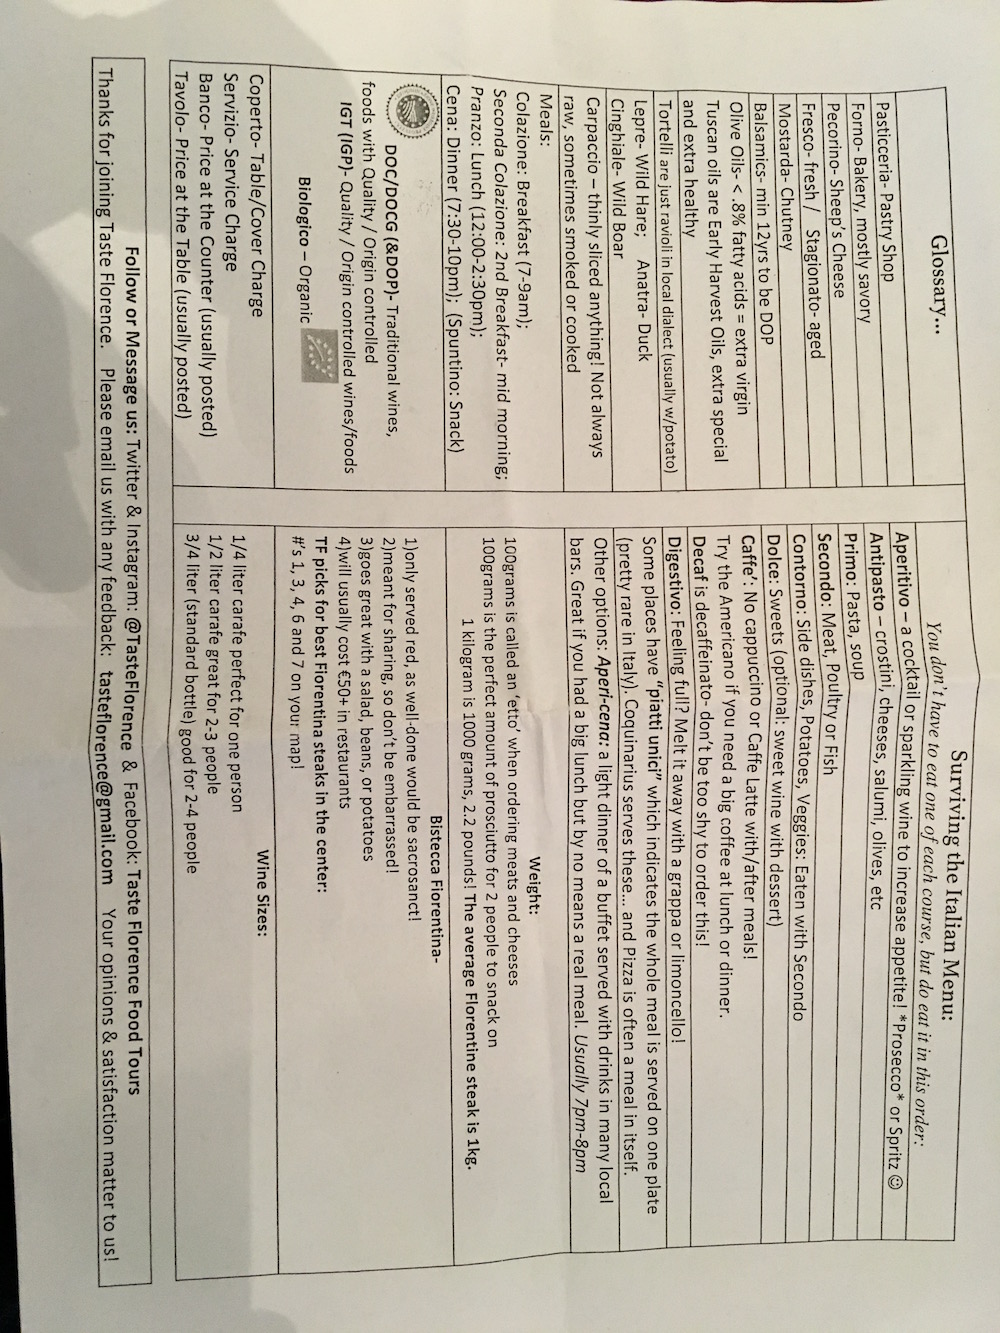 Glossary...
Pasticceria- Pastry Shop
Forno- Bakery, mostly savory
Pecorino- Sheep's Cheese
Fresco- fresh / Stagionato- aged
Mostarda- Chutney
Balsamics- min 12yrs to be DOP
Olive Oils- < .8% fatty acids = extra virgin
Tuscan oils are Early Harvest Oils, extra special
and extra healthy
Tortelli are just ravioli in local dialect (usually w/potato)
Lepre- Wild Hare; Anatra- Duck
Cinghiale- Wild Boar
Carpaccio – thinly sliced anything! Not always
raw, sometimes smoked or cooked
Meals:
Colazione: Breakfast (7-9am);
Seconda Colazione: 2nd Breakfast- mid morning;
Pranzo: Lunch (12:00-2:30pm);
Cena: Dinner (7:30-10pm); (Spuntino: Snack)
DOC/DOCG (&DOP)- Traditional wines,
foods with Quality / Origin controlled
IGT (IGP)- Quality / Origin controlled wines/foods
Biologico – Organic
Coperto- Table/Cover Charge
Servizio- Service Charge
Banco- Price at the Counter (usually posted)
Tavolo- Price at the Table (usually posted)
Surviving the Italian Menu:
You don't have to eat one of each course, but do eat it in this order:
Aperitivo – a cocktail or sparkling wine to increase appetite! *Prosecco* or Spritz ☺
Antipasto – crostini, cheeses, salumi, olives, etc
Primo: Pasta, soup
Secondo: Meat, Poultry or Fish
Contorno: Side dishes, Potatoes, Veggies: Eaten with Secondo
Dolce: Sweets (optional: sweet wine with dessert)
Caffe': No cappuccino or Caffe Latte with/after meals!
Try the Americano if you need a big coffee at lunch or dinner.
Decaf is decaffeinato- don't be too shy to order this!
Digestivo: Feeling full? Melt it away with a grappa or limoncello!
Some places have "piatti unici" which indicates the whole meal is served on one plate
(pretty rare in Italy). Coquinarius serves these... and Pizza is often a meal in itself.
Other options: Aperi-cena: a light dinner of a buffet served with drinks in many local
bars. Great if you had a big lunch but by no means a real meal. Usually 7pm-8pm
Weight:
100grams is called an 'etto' when ordering meats and cheeses
100grams is the perfect amount of prosciutto for 2 people to snack on
1 kilogram is 1000 grams, 2.2 pounds! The average Florentine steak is 1kg.
Bistecca Fiorentina-
1)only served red, as well-done would be sacrosanct!
2)meant for sharing, so don't be embarrassed!
3)goes great with a salad, beans, or potatoes
4)will usually cost €50+ in restaurants
TF picks for best Fiorentina steaks in the center:
#'s 1, 3, 4, 6 and 7 on your map!
Wine Sizes:
1/4 liter carafe perfect for one person
1/2 liter carafe great for 2-3 people
3/4 liter (standard bottle) good for 2-4 people
Follow or Message us: Twitter & Instagram: @TasteFlorence & Facebook: Taste Florence Food Tours
Thanks for joining Taste Florence. Please email us with any feedback: tasteflorence@gmail.com Your opinions & satisfaction matter to us!